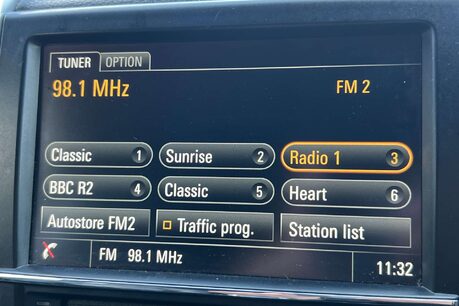 TUNER OPTION
98.1 MHz FM 2
Classic 1 Sunrise 2 Radio 1 3
BBC R2 4 Classic 5 Heart 6
Autostore FM2 Traffic prog. Station list
FM 98.1 MHz 11:32